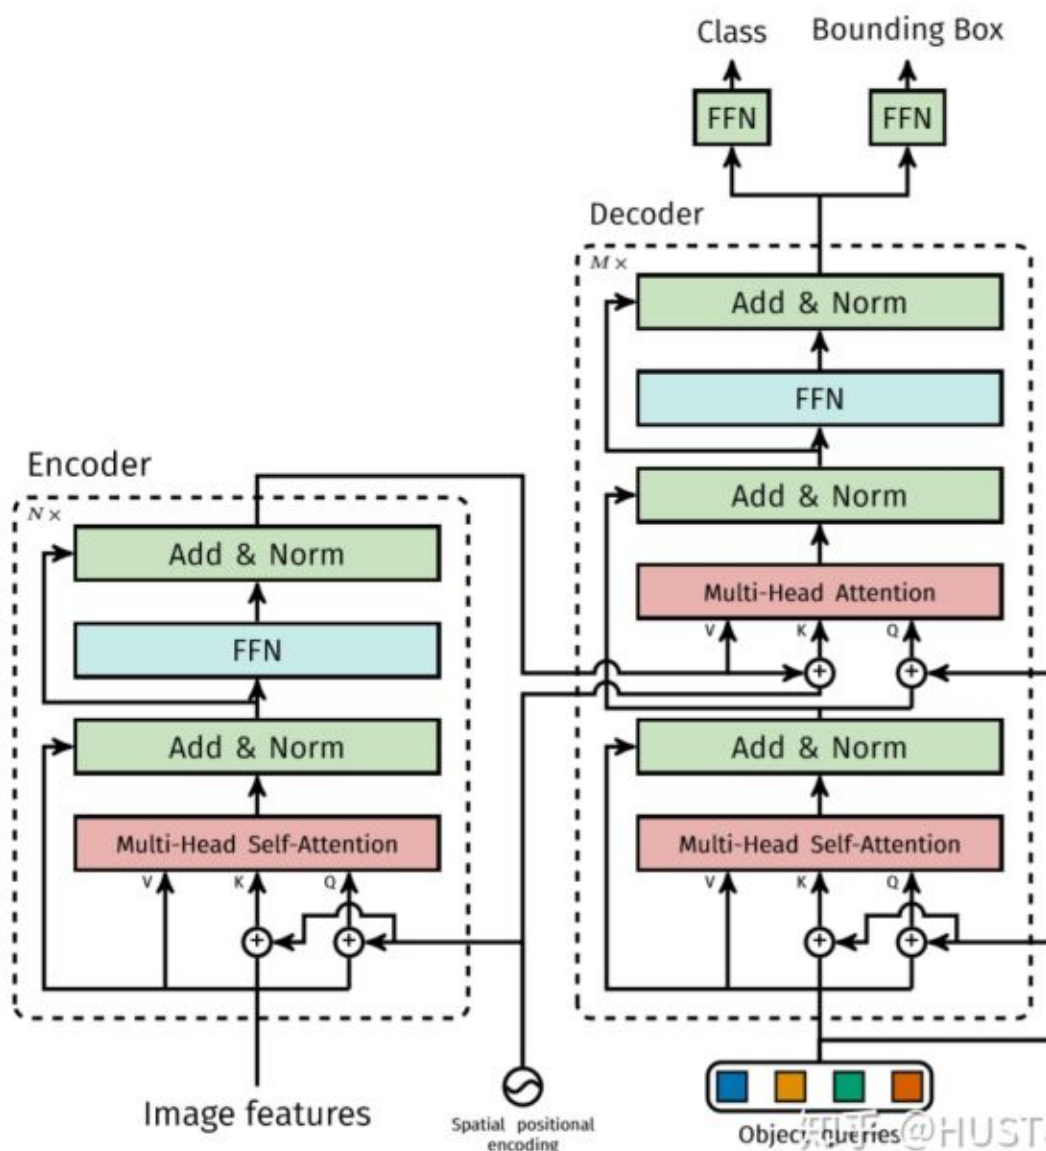 Class
Bounding Box
FFN
FFN
Decoder
M ×
Add & Norm
FFN
Add & Norm
Multi-Head Attention
V
K
Q
Add & Norm
Multi-Head Self-Attention
V
K
Q
Encoder
N ×
Add & Norm
FFN
Add & Norm
Multi-Head Self-Attention
V
K
Q
Image features
Spatial positional
encoding
Object queries
知乎 @HUST